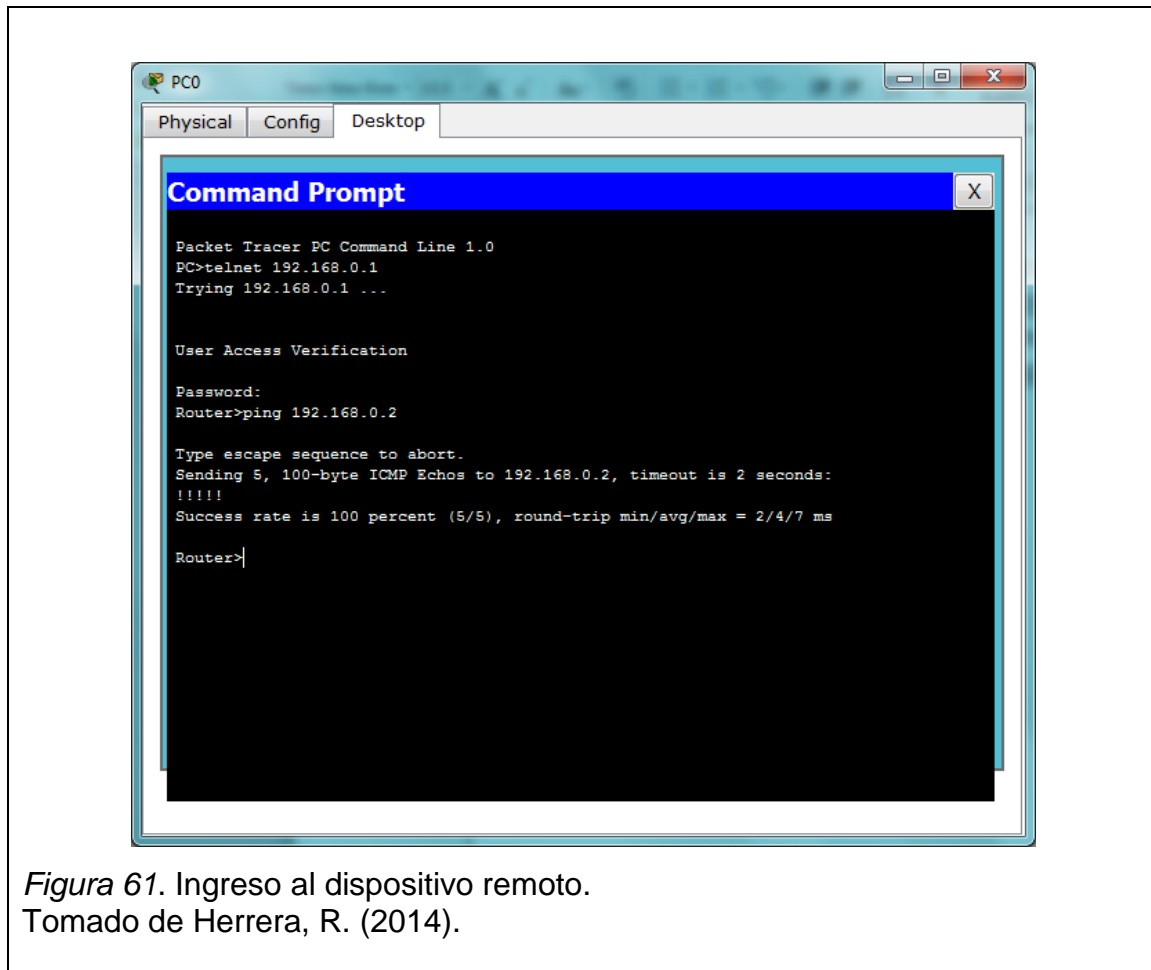 PC0
Physical Config Desktop
Command Prompt
X
Packet Tracer PC Command Line 1.0
PC>telnet 192.168.0.1
Trying 192.168.0.1 ...
User Access Verification
Password:
Router>ping 192.168.0.2
Type escape sequence to abort.
Sending 5, 100-byte ICMP Echos to 192.168.0.2, timeout is 2 seconds:
!!!!!
Success rate is 100 percent (5/5), round-trip min/avg/max = 2/4/7 ms
Router>
Figura 61. Ingreso al dispositivo remoto.
Tomado de Herrera, R. (2014).